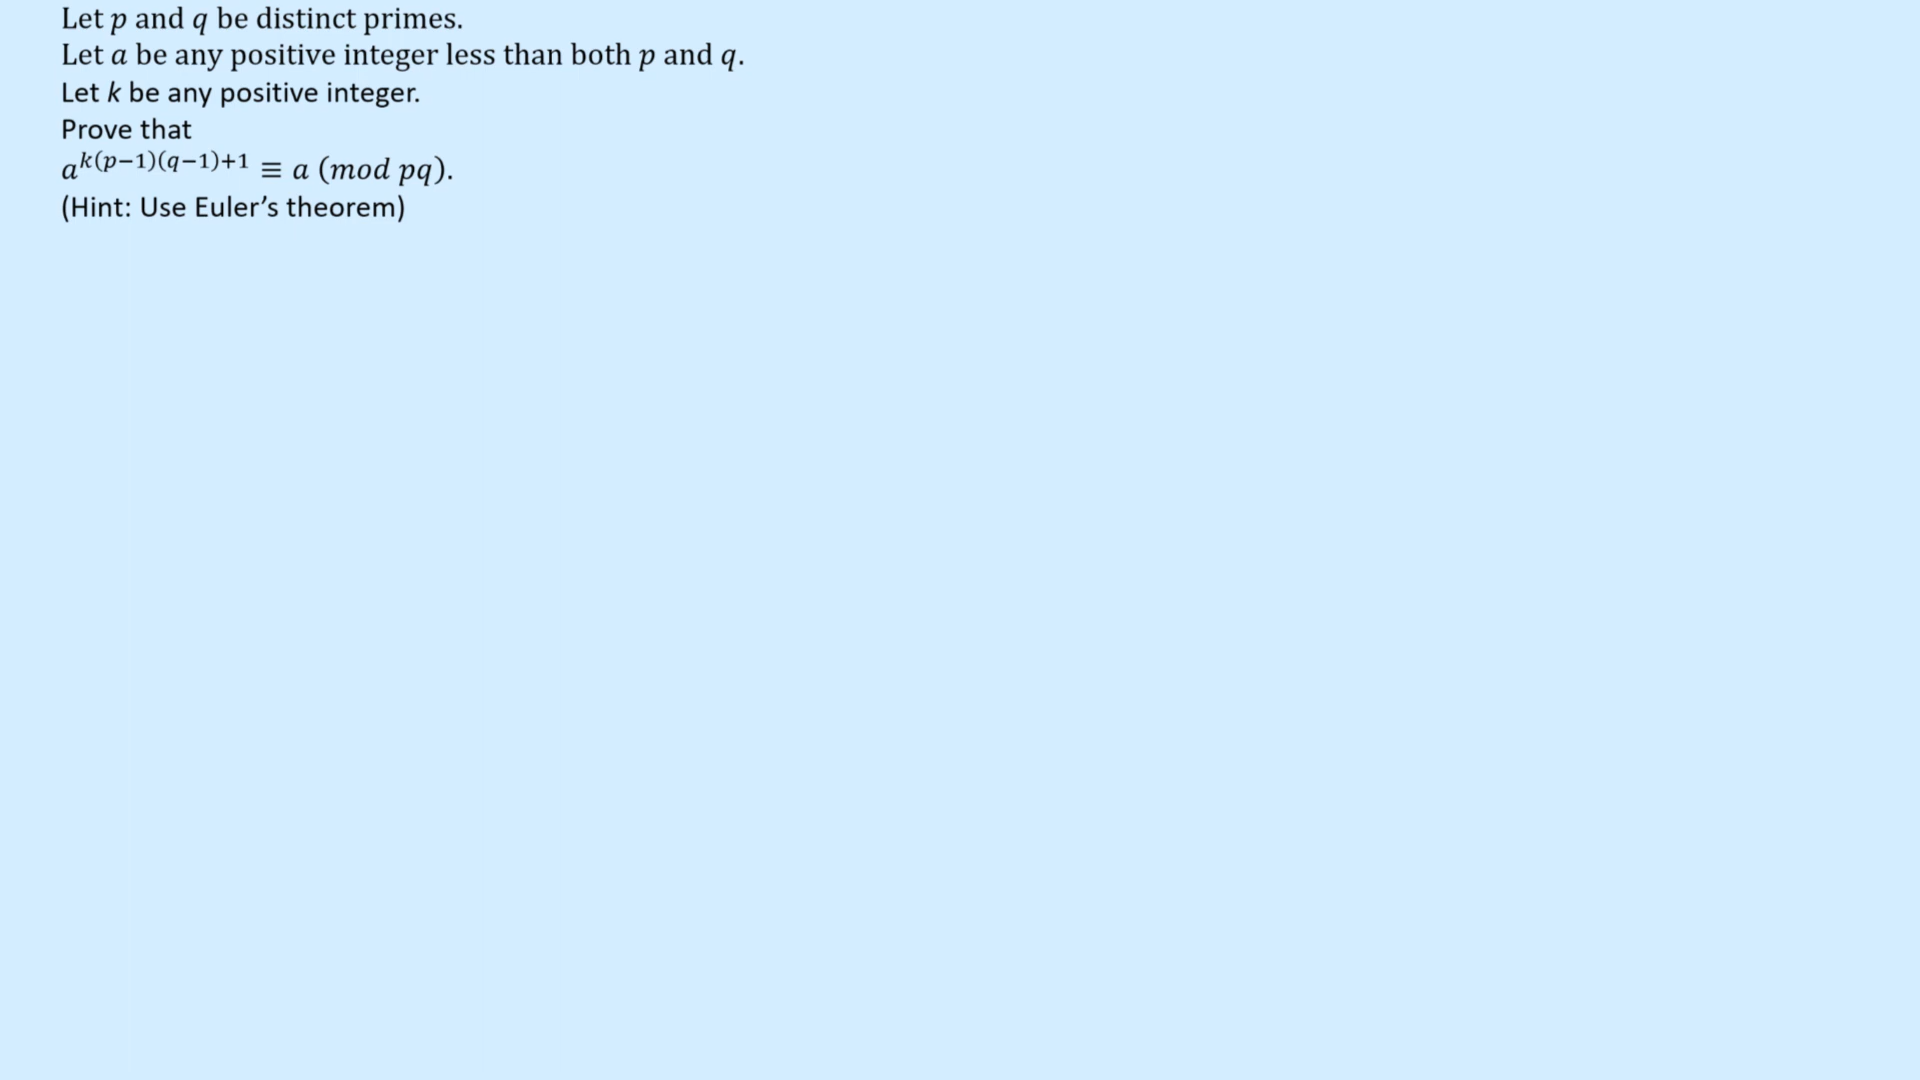 Let p and q be distinct primes.
Let a be any positive integer less than both p and q.
Let k be any positive integer.
Prove that
a^{k(p−1)(q−1)+1} ≡ a (mod pq).
(Hint: Use Euler’s theorem)